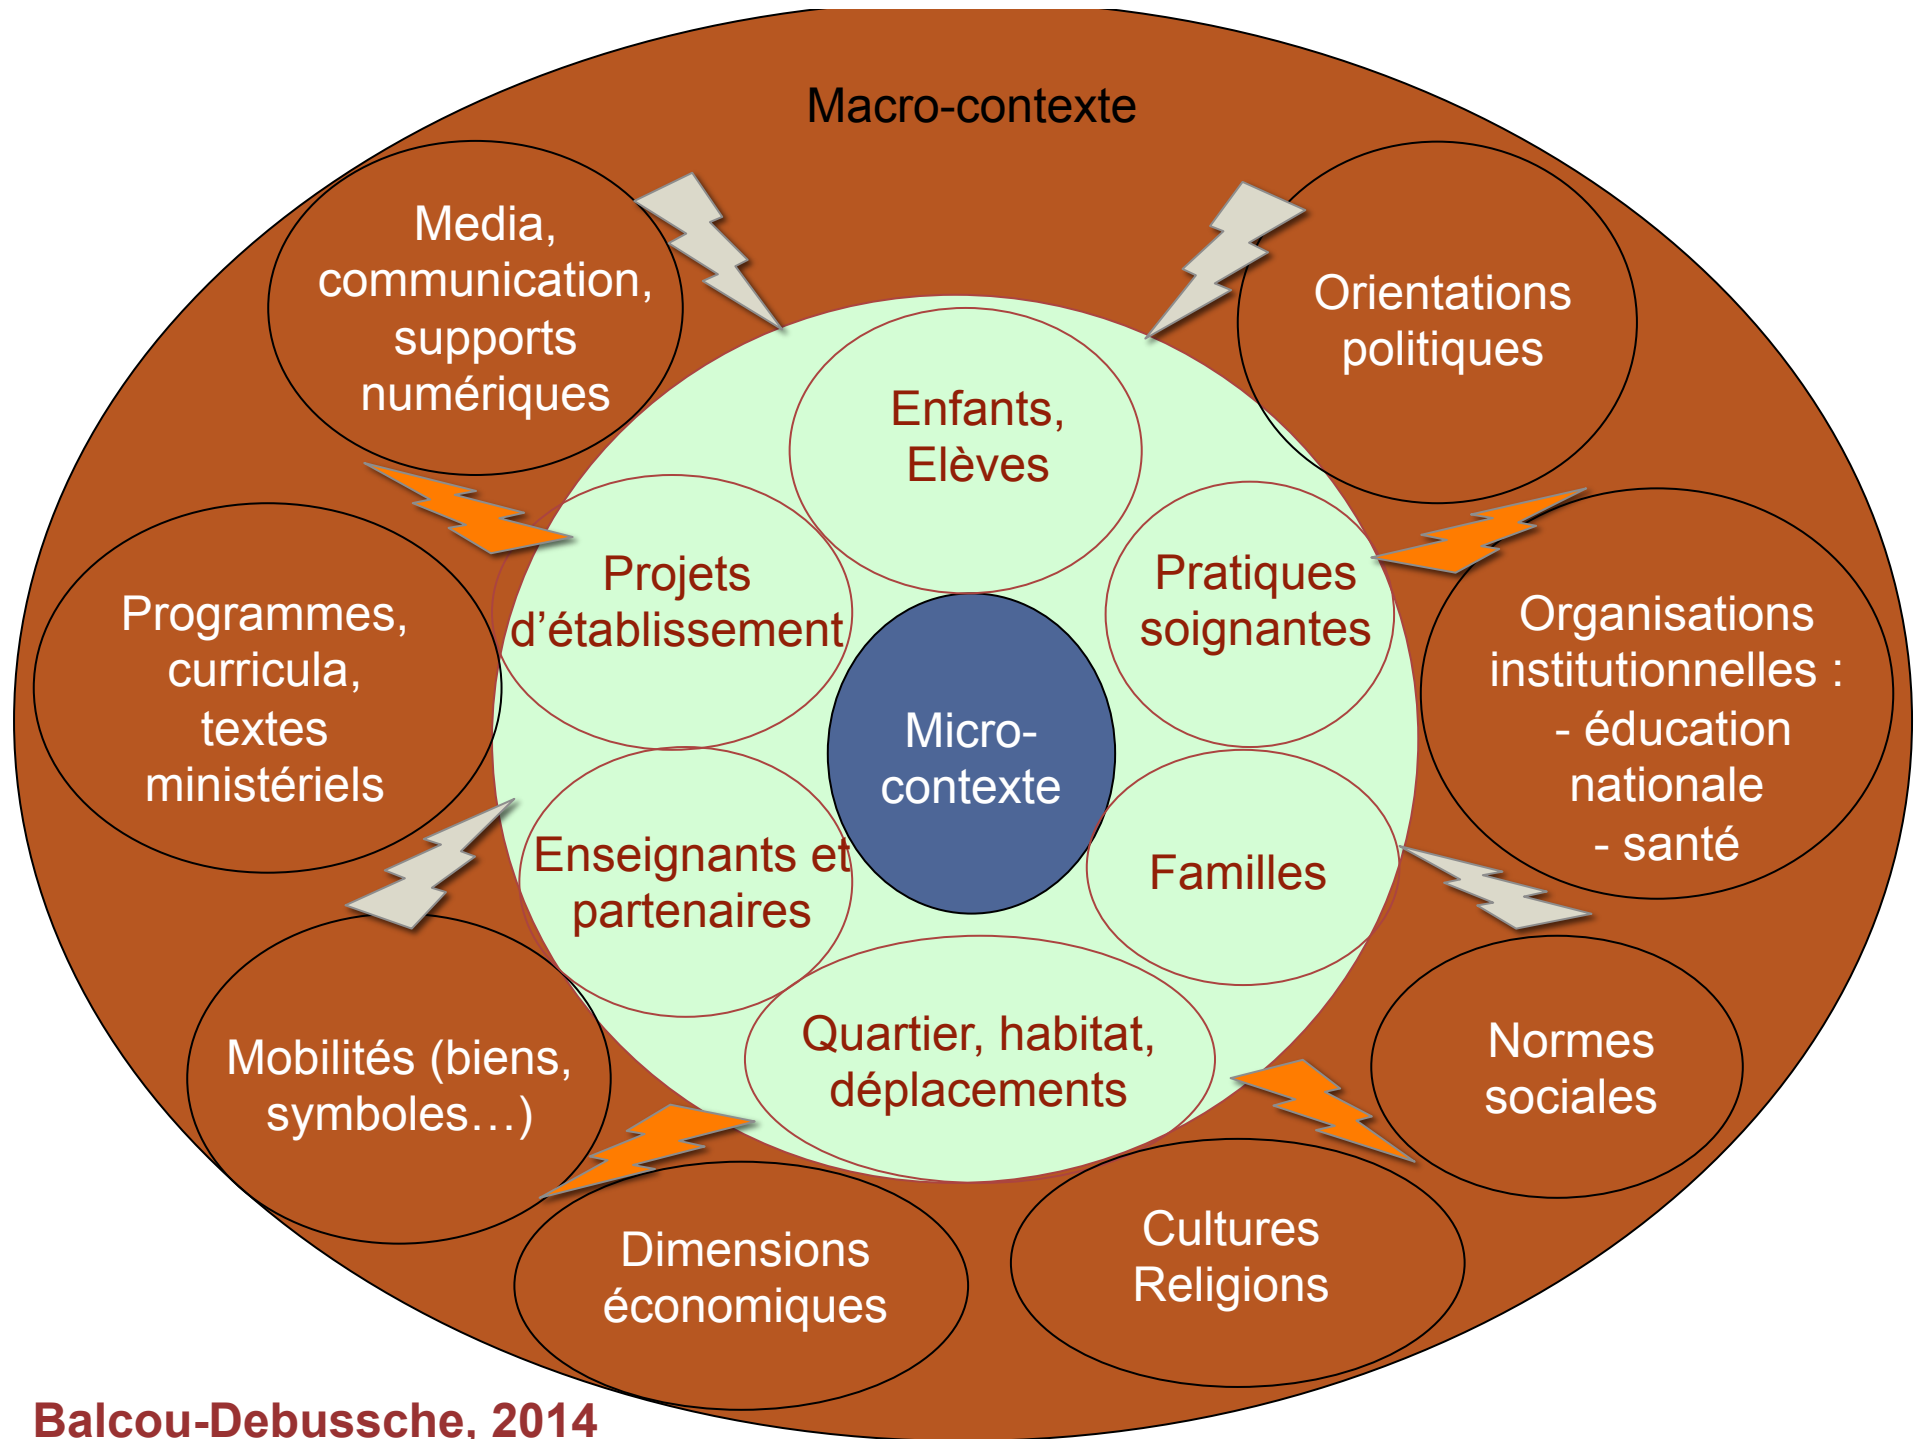 Macro-contexte
Media,
communication,
supports
numériques
Orientations
politiques
Enfants,
Elèves
Projets
d’établissement
Pratiques
soignantes
Programmes,
curricula,
textes
ministériels
Organisations
institutionnelles :
- éducation
nationale
- santé
Micro-
contexte
Enseignants et
partenaires
Familles
Quartier, habitat,
déplacements
Mobilités (biens,
symboles…)
Normes
sociales
Dimensions
économiques
Cultures
Religions
Balcou-Debussche, 2014